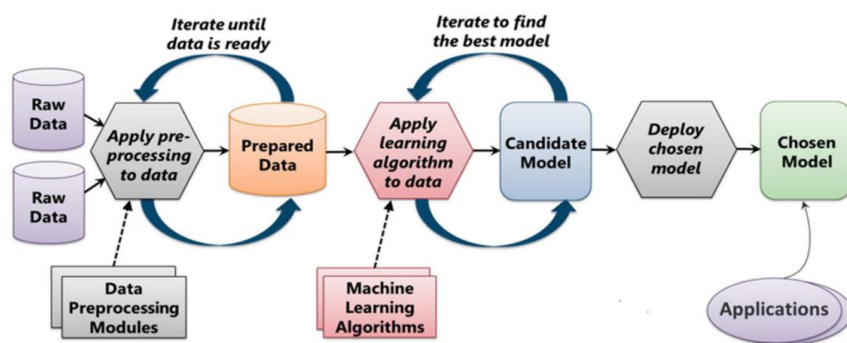 Iterate until
data is ready
Iterate to find
the best model
Raw
Data
Raw
Data
Apply pre-
processing
to data
Prepared
Data
Apply
learning
algorithm
to data
Candidate
Model
Deploy
chosen
model
Chosen
Model
Data
Preprocessing
Modules
Machine
Learning
Algorithms
Applications